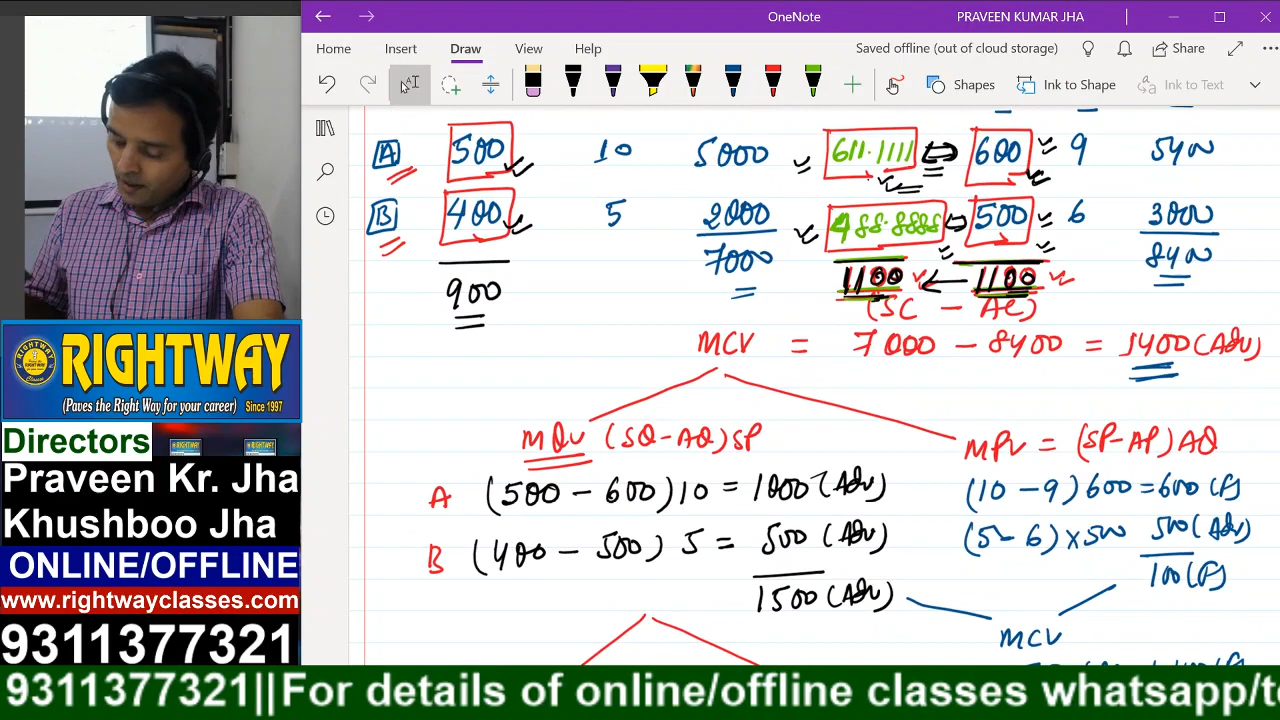 OneNote
PRAVEEN KUMAR JHA
Home Insert Draw View Help
Saved offline (out of cloud storage)
Share
Shapes
Ink to Shape
Ink to Text
A 500 10 5000 611.1111 600 9 5400
B 400 5 2000 488.8888 500 6 3000
900 7000 1100 1100 8400
(SC - AC)
MCV = 7000 - 8400 = 1400 (Adv)
MQV (SQ-AQ) SP
MPV = (SP-AP) AQ
A (500 - 600) 10 = 1000 (Adv)
(10 - 9) 600 = 600 (F)
B (400 - 500) 5 = 500 (Adv)
(5 - 6) × 500 500 (Adv)
1500 (Adv)
100 (F)
MCV
RIGHTWAY
(Paves the Right Way for your career) Since 1997
Directors
Praveen Kr. Jha
Khushboo Jha
ONLINE/OFFLINE
www.rightwayclasses.com
9311377321
9311377321||For details of online/offline classes whatsapp/te